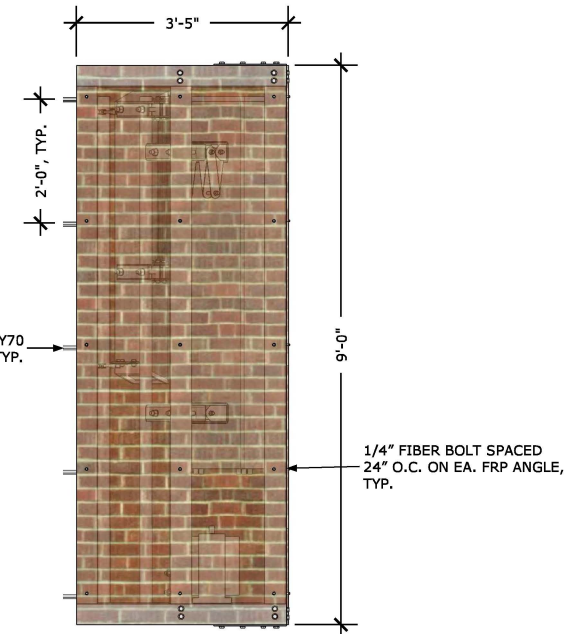 3'-5"
2'-0", TYP.
Y70
YP.
9'-0"
1/4" FIBER BOLT SPACED
24" O.C. ON EA. FRP ANGLE,
TYP.